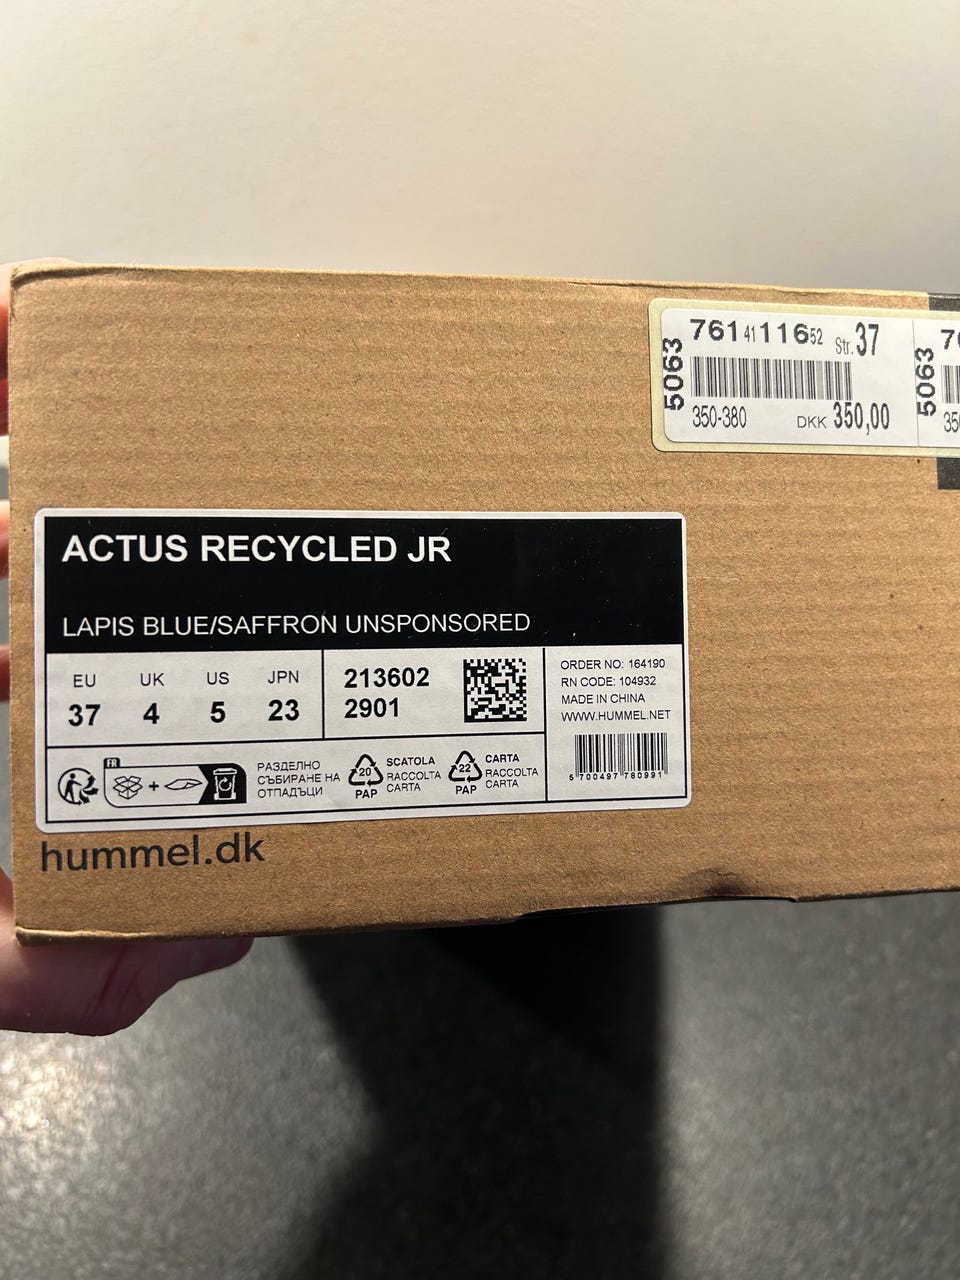 5063
761 41 116 52 Str. 37
350-380 DKK 350,00
5063
ACTUS RECYCLED JR
LAPIS BLUE/SAFFRON UNSPONSORED
EU UK US JPN
37 4 5 23
213602
2901
ORDER NO: 164190
RN CODE: 104932
MADE IN CHINA
WWW.HUMMEL.NET
5 700497 780991
FR
+
РАЗДЕЛНО
СЪБИРАНЕ НА
ОТПАДЪЦИ
20
PAP
SCATOLA
RACCOLTA
CARTA
22
PAP
CARTA
RACCOLTA
CARTA
hummel.dk